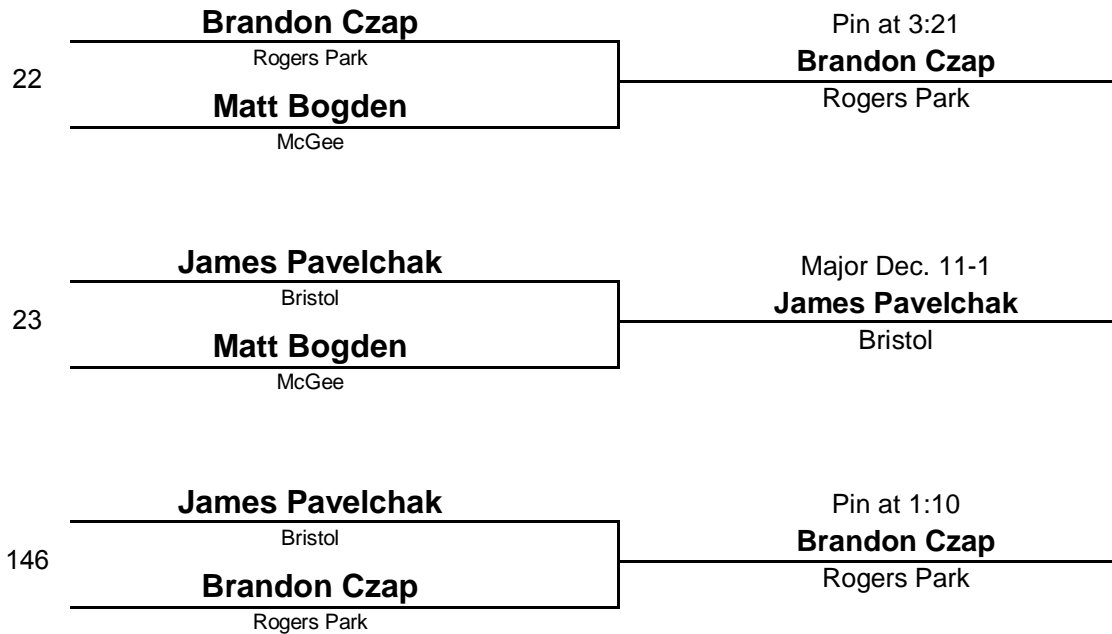 Brandon Czap
Rogers Park
22
Matt Bogden
McGee
Pin at 3:21
Brandon Czap
Rogers Park
James Pavelchak
Bristol
23
Matt Bogden
McGee
Major Dec. 11-1
James Pavelchak
Bristol
James Pavelchak
Bristol
146
Brandon Czap
Rogers Park
Pin at 1:10
Brandon Czap
Rogers Park